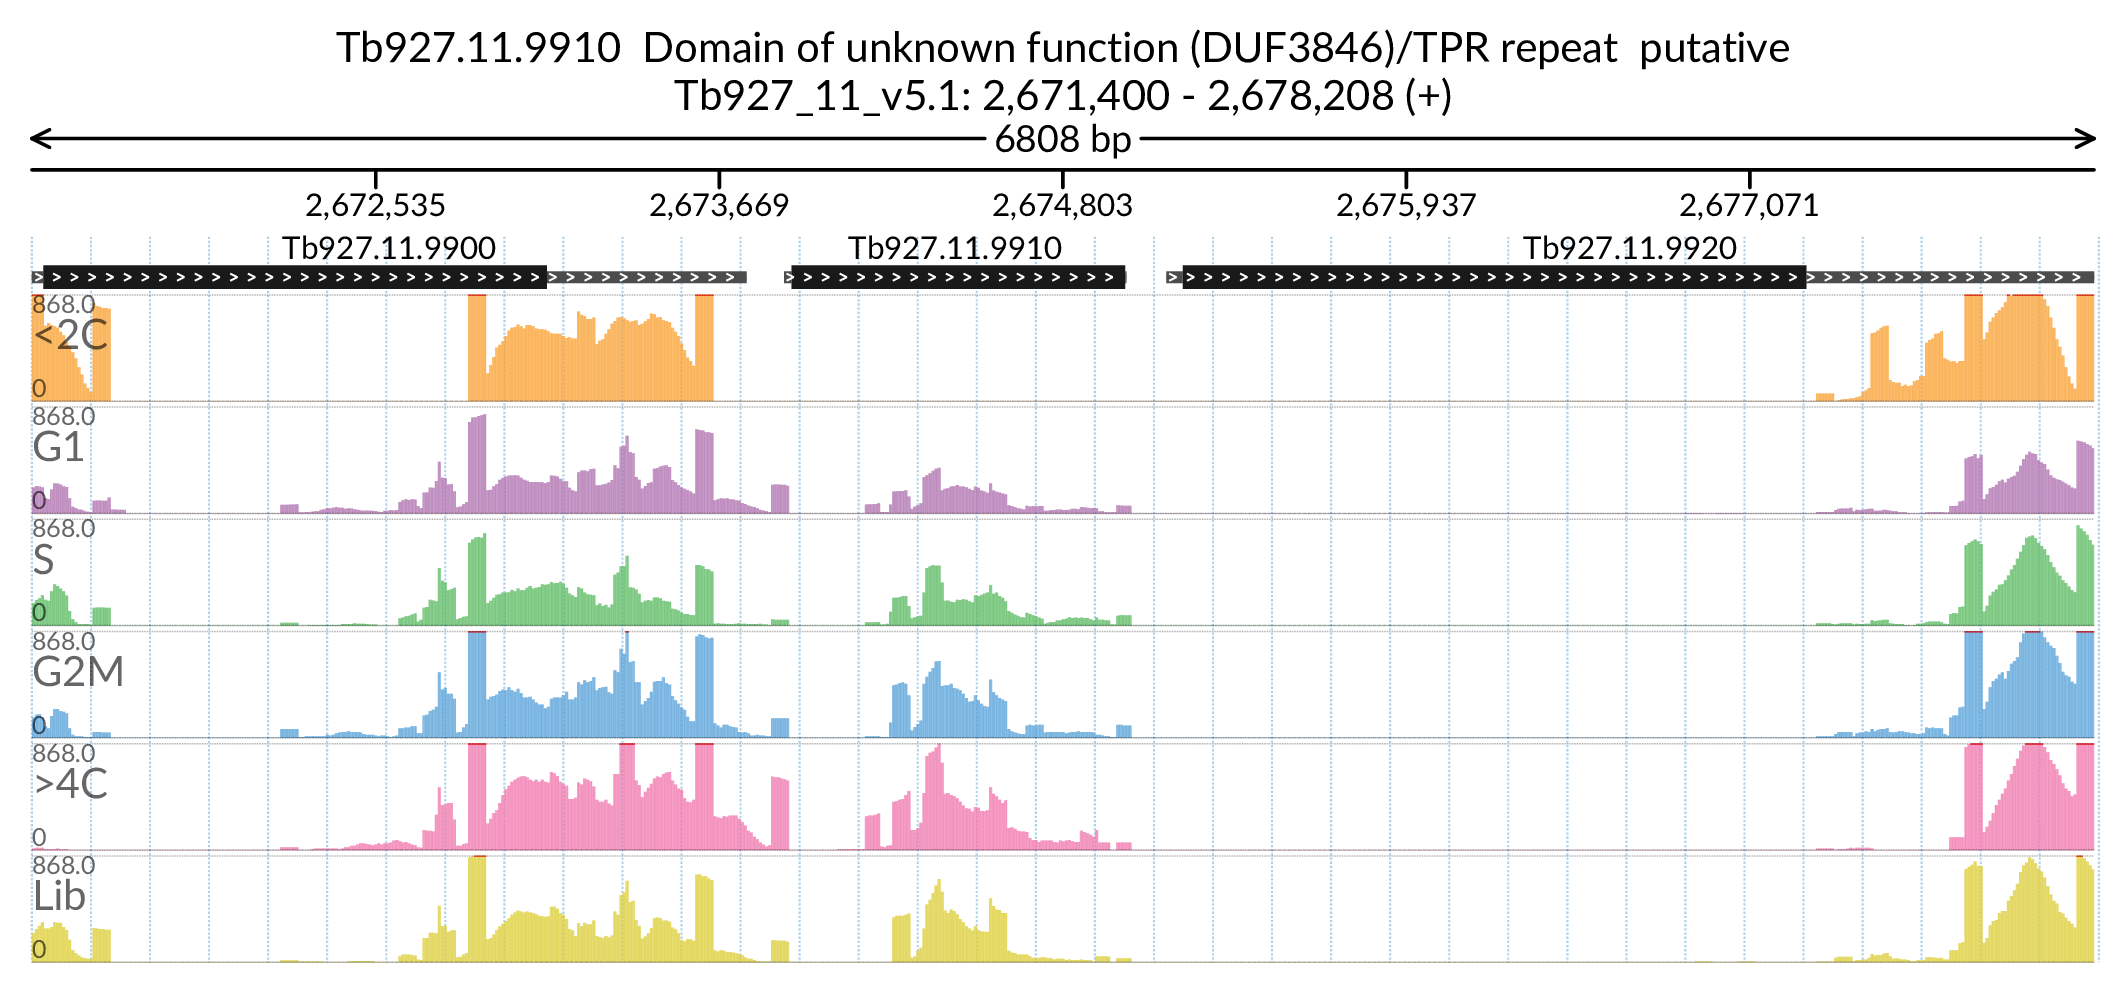 Tb927.11.9910  Domain of unknown function (DUF3846)/TPR repeat  putative
Tb927_11_v5.1: 2,671,400 - 2,678,208 (+)
6808 bp
2,672,535 2,673,669 2,674,803 2,675,937 2,677,071
Tb927.11.9900 Tb927.11.9910 Tb927.11.9920
868.0
<2C
0
868.0
G1
0
868.0
S
0
868.0
G2M
0
868.0
>4C
0
868.0
Lib
0